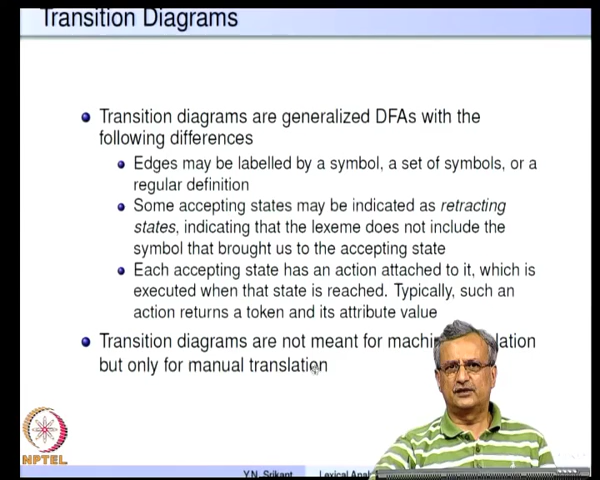 Transition Diagrams
Transition diagrams are generalized DFAs with the
following differences
Edges may be labelled by a symbol, a set of symbols, or a
regular definition
Some accepting states may be indicated as retracting
states, indicating that the lexeme does not include the
symbol that brought us to the accepting state
Each accepting state has an action attached to it, which is
executed when that state is reached. Typically, such an
action returns a token and its attribute value
Transition diagrams are not meant for
but only for manual translation
NPTEL
Y.N. Srikant Lexical